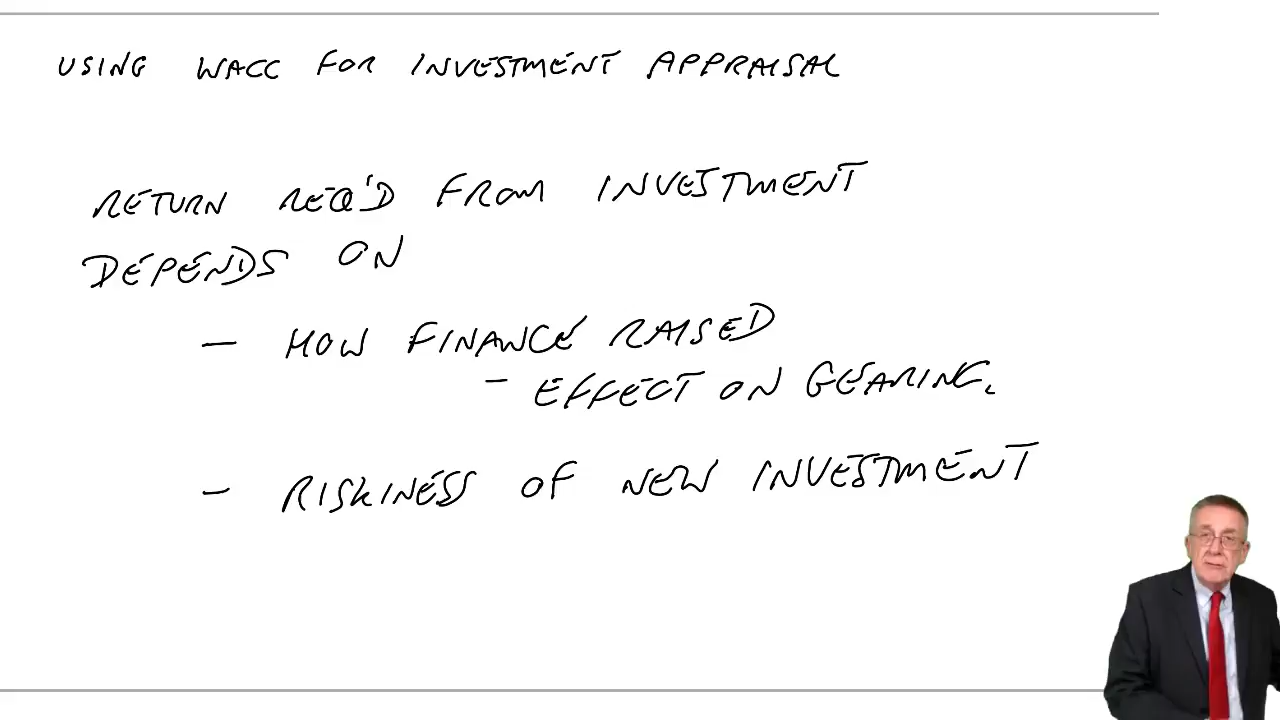 USING WACC FOR INVESTMENT APPRAISAL
RETURN REQ'D FROM INVESTMENT
DEPENDS ON
- HOW FINANCE RAISED
- EFFECT ON GEARING.
- RISKINESS OF NEW INVESTMENT